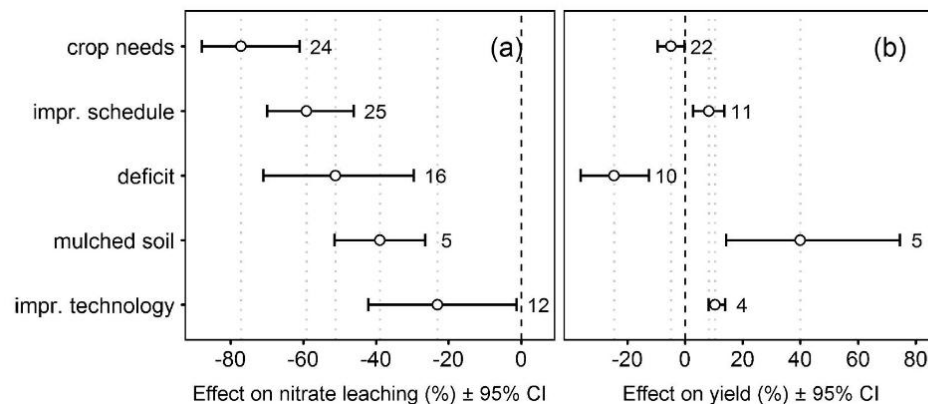 crop needs
24
(a)
22
(b)
impr. schedule
25
11
deficit
16
10
mulched soil
5
5
impr. technology
12
4
-80 -60 -40 -20 0
-20 0 20 40 60 80
Effect on nitrate leaching (%) ± 95% CI
Effect on yield (%) ± 95% CI